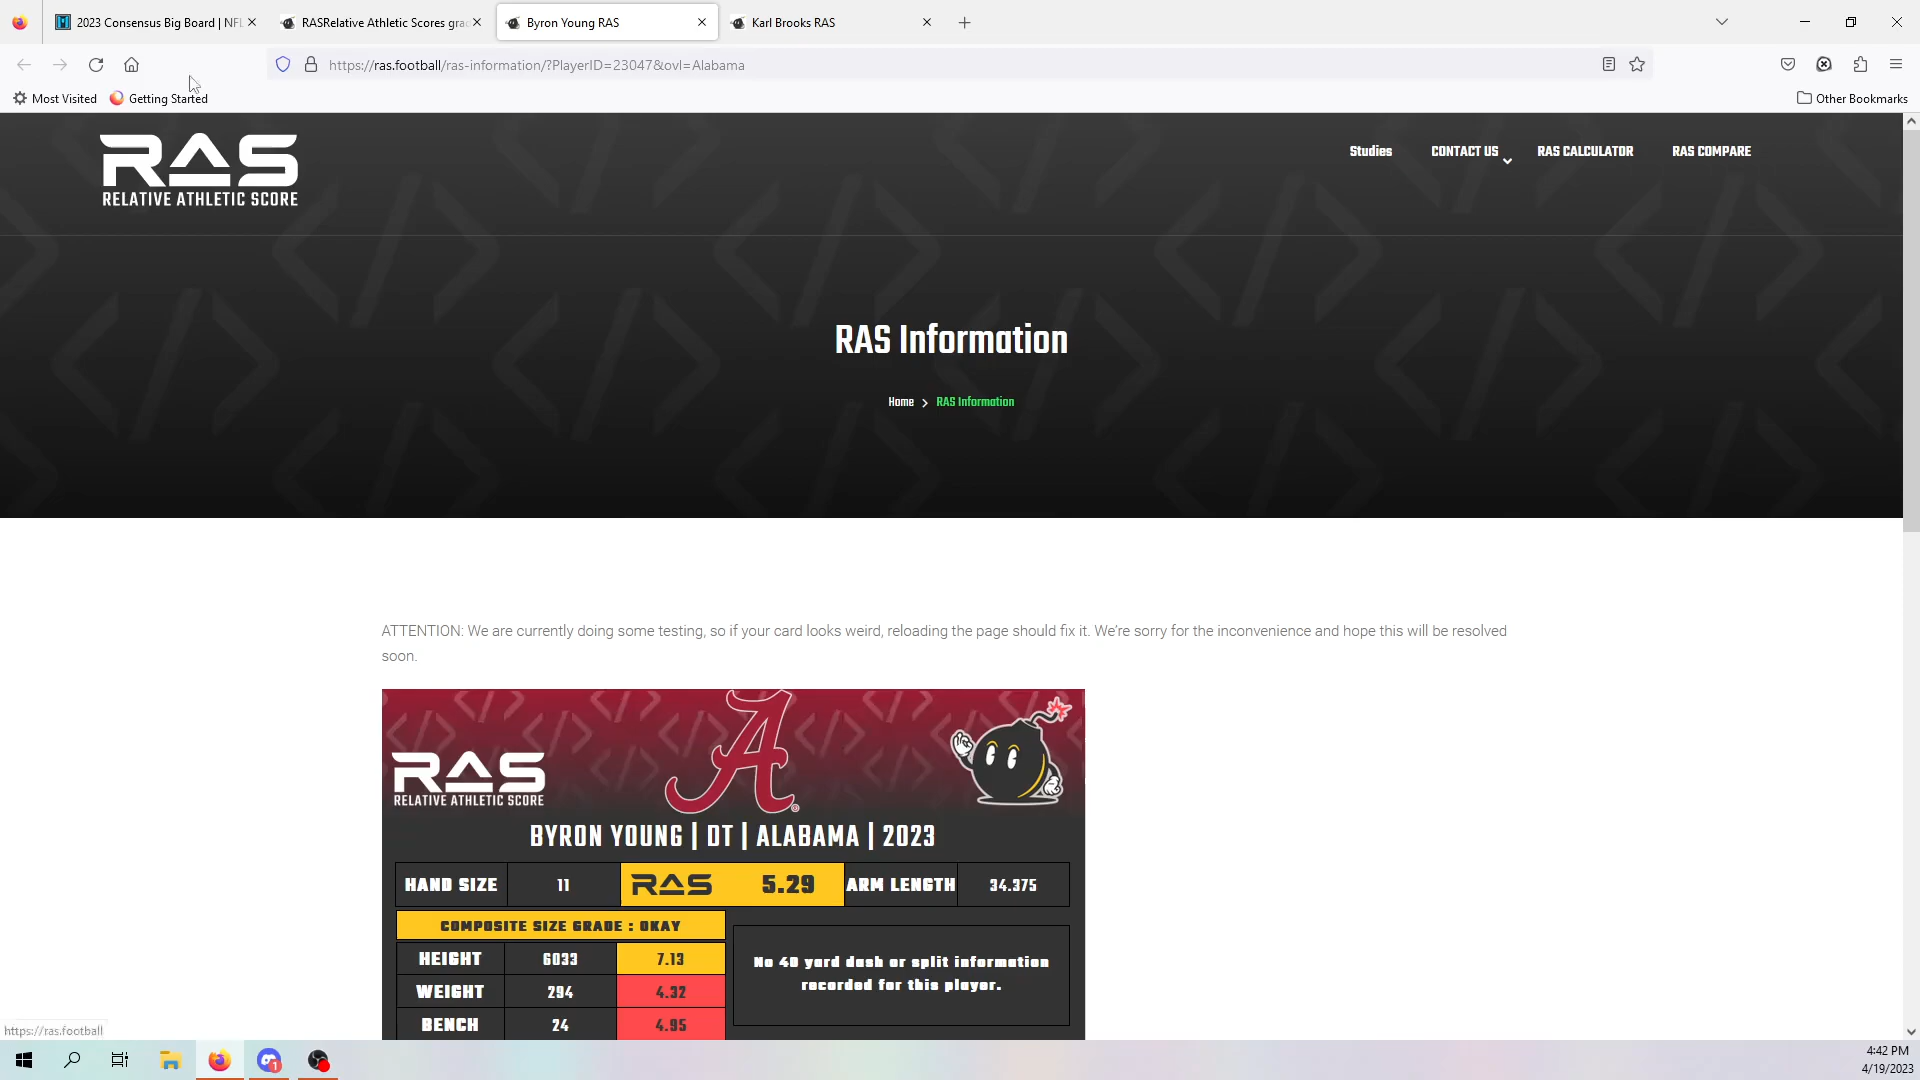 2023 Consensus Big Board | NFL
RASRelative Athletic Scores grad
Byron Young RAS
Karl Brooks RAS
https://ras.football/ras-information/?PlayerID=23047&ovl=Alabama
Most Visited
Getting Started
Other Bookmarks
RAS
RELATIVE ATHLETIC SCORE
Studies
CONTACT US
RAS CALCULATOR
RAS COMPARE
RAS Information
Home > RAS Information
ATTENTION: We are currently doing some testing, so if your card looks weird, reloading the page should fix it. We're sorry for the inconvenience and hope this will be resolved
soon.
RAS
RELATIVE ATHLETIC SCORE
A
BYRON YOUNG | DT | ALABAMA | 2023
HAND SIZE 11 RAS 5.29 ARM LENGTH 34.375
COMPOSITE SIZE GRADE : OKAY
HEIGHT 6033 7.13
WEIGHT 294 4.32
BENCH 24 4.95
No 40 yard dash or split information
recorded for this player.
https://ras.football
1
4:42 PM
4/19/2023